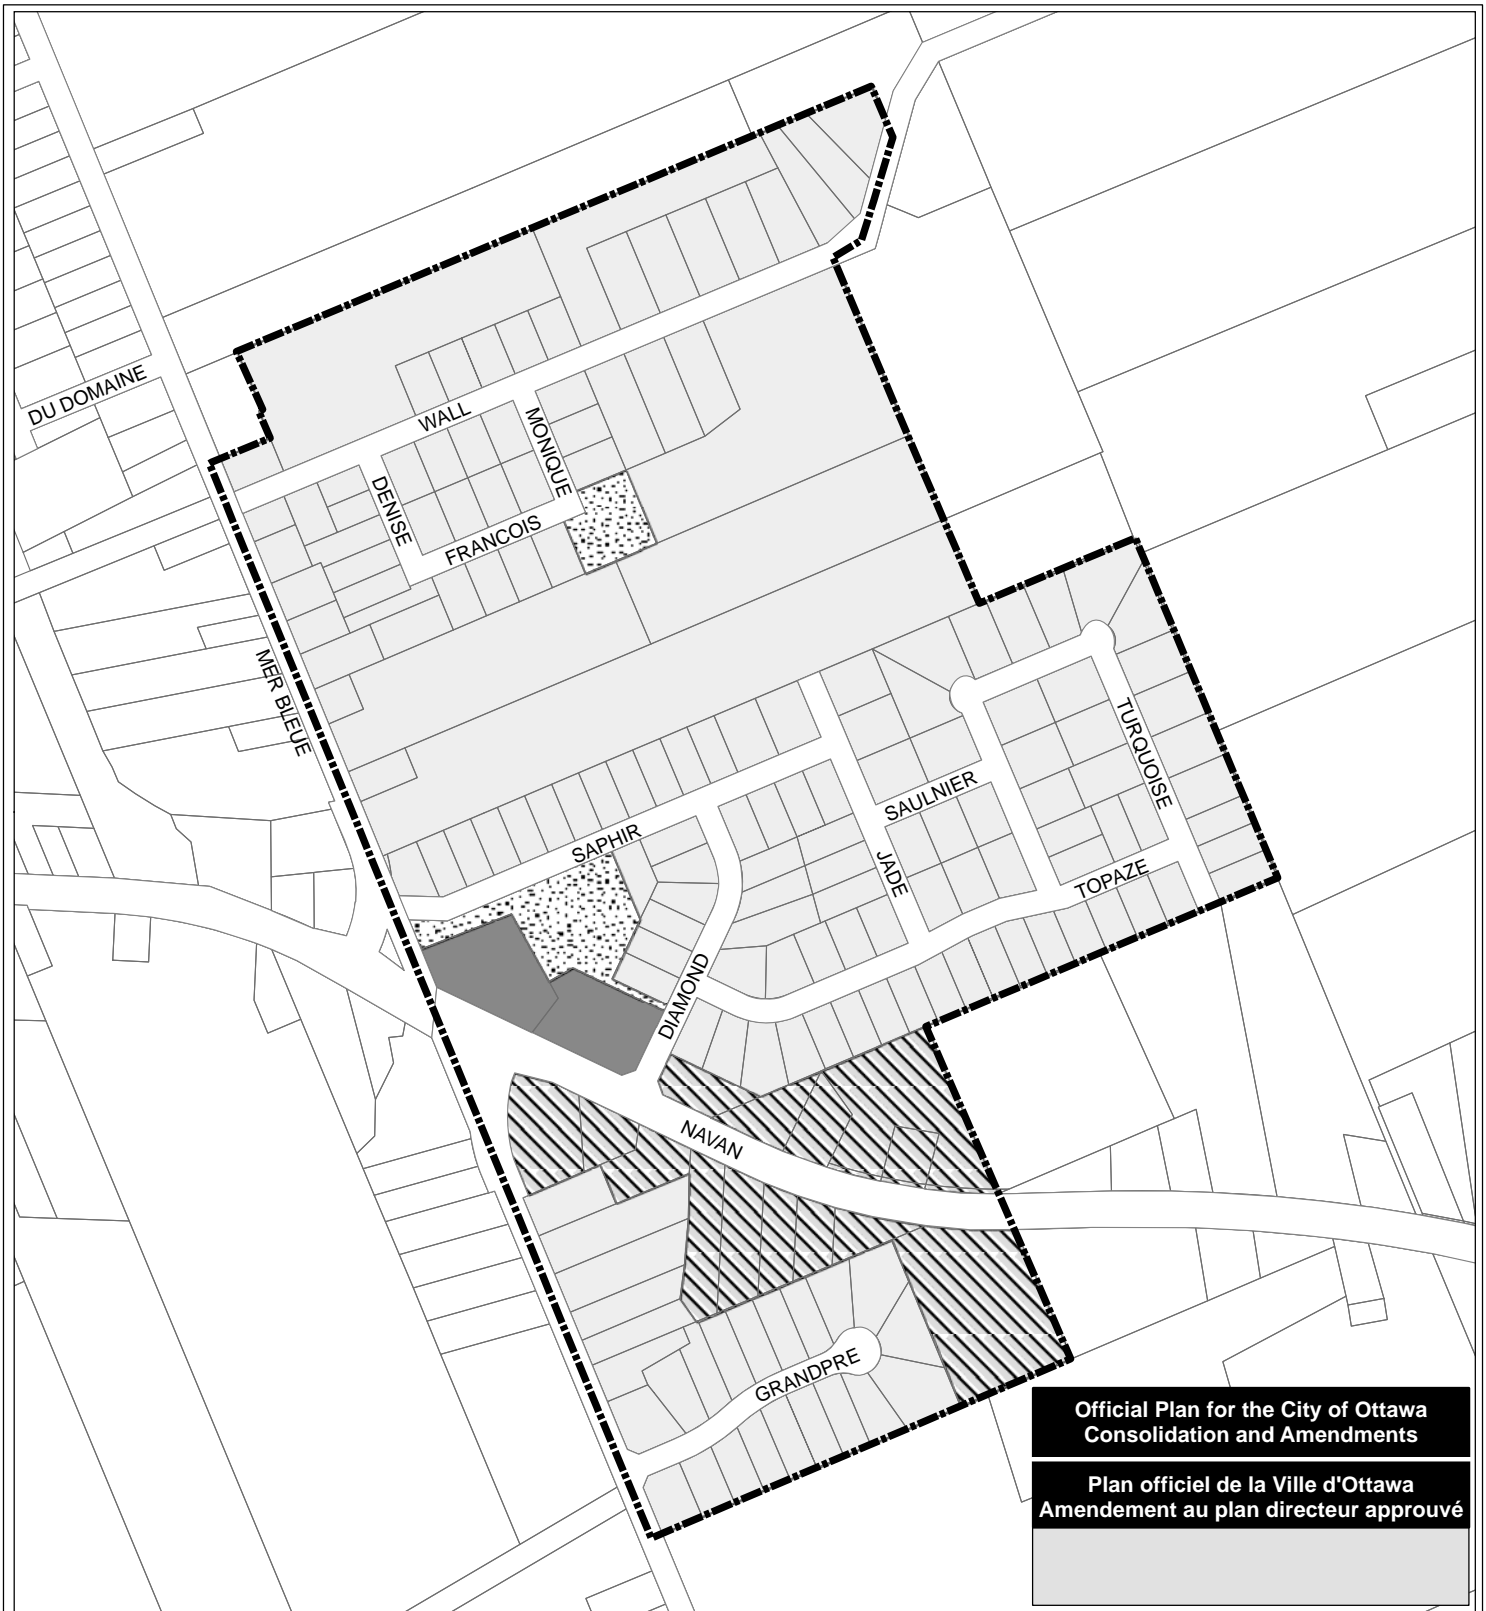 DU DOMAINE
WALL
MONIQUE
DENISE
FRANCOIS
MER BLEUE
TURQUOISE
SAULNIER
SAPHIR
JADE
TOPAZE
DIAMOND
NAVAN
GRANDPRE
Official Plan for the City of Ottawa
Consolidation and Amendments
Plan officiel de la Ville d'Ottawa
Amendement au plan directeur approuvé